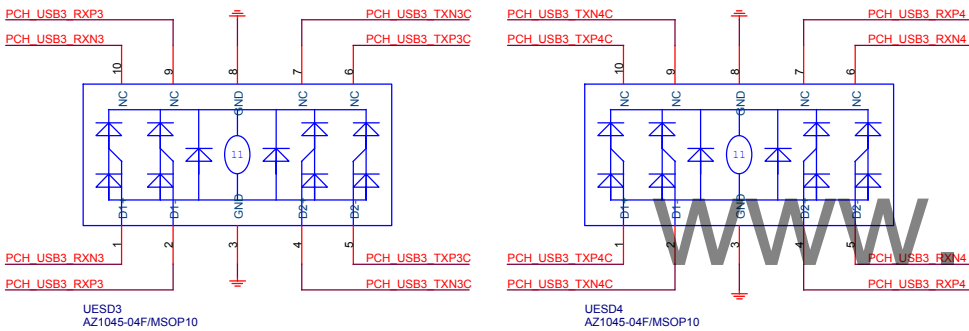 PCH_USB3_RXP3
PCH_USB3_TXN3C
PCH_USB3_TXN4C
PCH_USB3_RXP4
PCH_USB3_RXN3
PCH_USB3_TXP3C
PCH_USB3_TXP4C
PCH_USB3_RXN4
10 9 8 7 6
10 9 8 7 6
NC NC GND NC NC
NC NC GND NC NC
11
11
D1+ D1- GND D2+ D2-
D1+ D1- GND D2+ D2-
1 2 3 4 5
1 2 3 4 5
www.
PCH_USB3_RXN3
PCH_USB3_TXP3C
PCH_USB3_TXP4C
PCH_USB3_RXN4
PCH_USB3_RXP3
PCH_USB3_TXN3C
PCH_USB3_TXN4C
PCH_USB3_RXP4
UESD3
AZ1045-04F/MSOP10
UESD4
AZ1045-04F/MSOP10